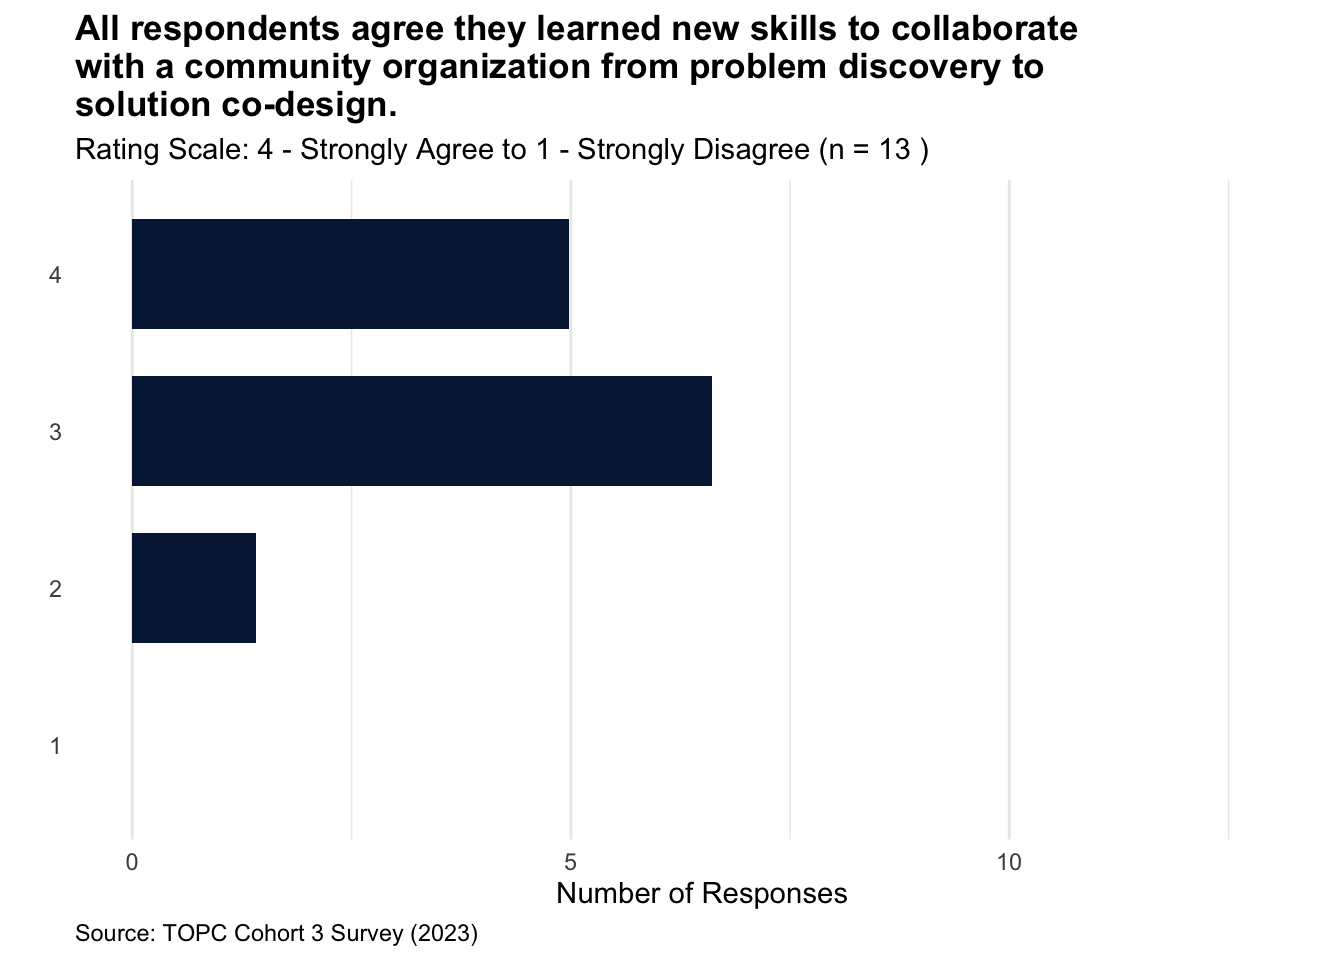 All respondents agree they learned new skills to collaborate
with a community organization from problem discovery to
solution co-design.
Rating Scale: 4 - Strongly Agree to 1 - Strongly Disagree (n = 13 )
4
3
2
1
0
5
10
Number of Responses
Source: TOPC Cohort 3 Survey (2023)